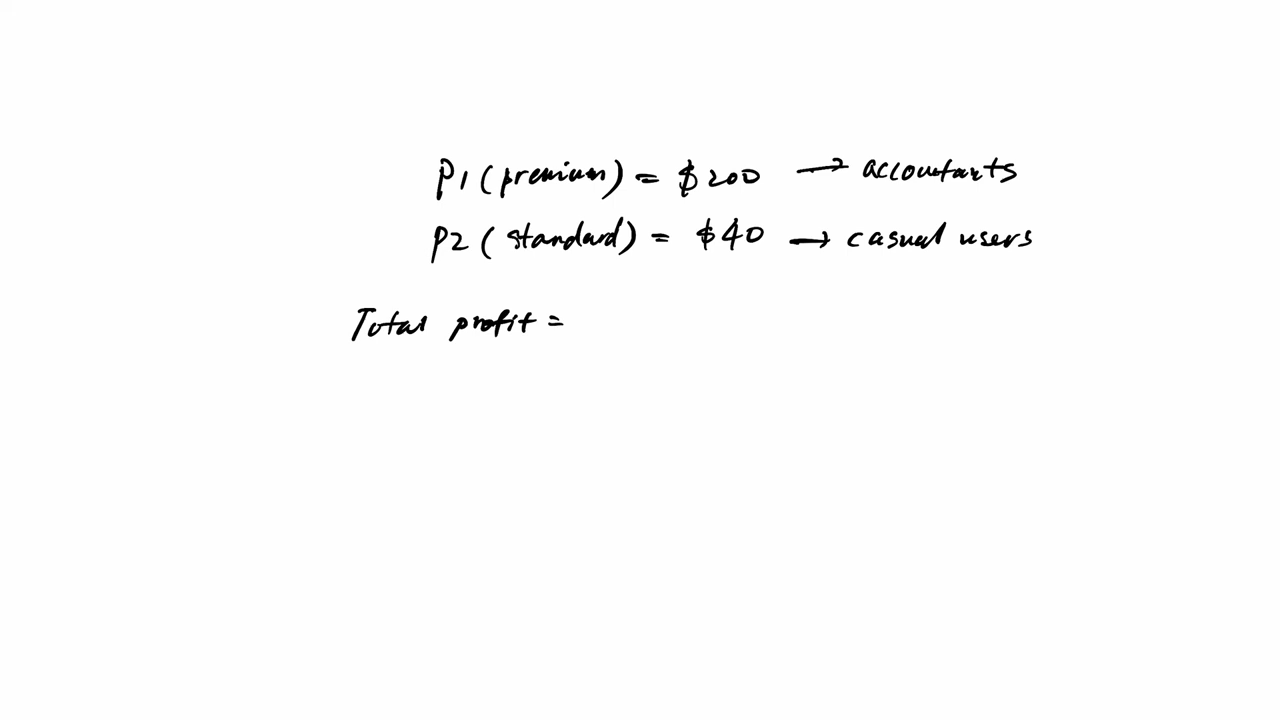 P1 (premium) = $200 → accountants
P2 (standard) = $40 → casual users
Total profit =